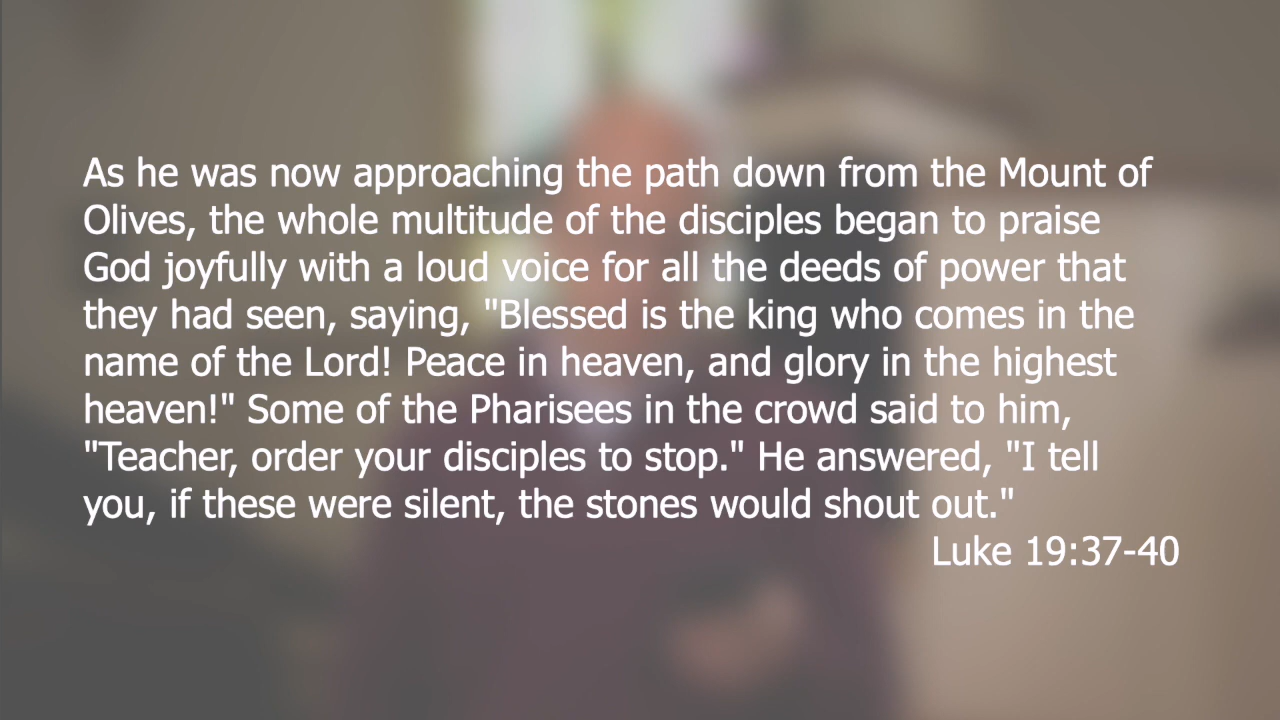 As he was now approaching the path down from the Mount of
Olives, the whole multitude of the disciples began to praise
God joyfully with a loud voice for all the deeds of power that
they had seen, saying, "Blessed is the king who comes in the
name of the Lord! Peace in heaven, and glory in the highest
heaven!" Some of the Pharisees in the crowd said to him,
"Teacher, order your disciples to stop." He answered, "I tell
you, if these were silent, the stones would shout out."
Luke 19:37-40